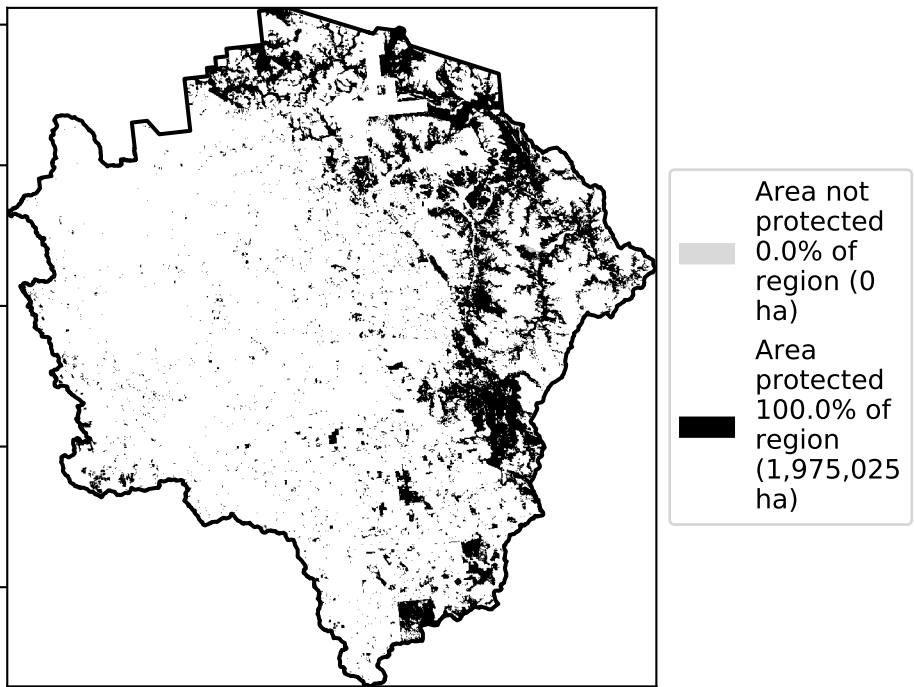 Area not
protected
0.0% of
region (0
ha)
Area
protected
100.0% of
region
(1,975,025
ha)